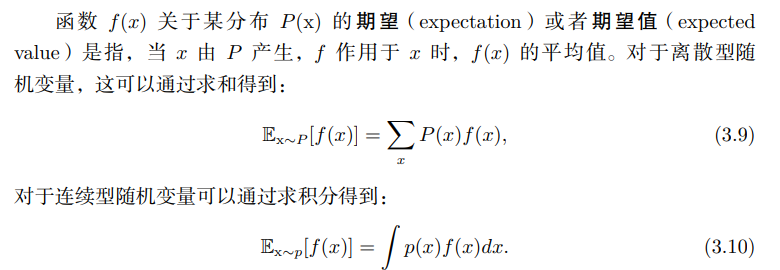 函数 f(x) 关于某分布 P(x) 的期望（expectation）或者期望值（expected
value）是指，当 x 由 P 产生，f 作用于 x 时，f(x) 的平均值。对于离散型随
机变量，这可以通过求和得到：
𝔼x∼P[f(x)] = ∑x P(x)f(x), (3.9)
对于连续型随机变量可以通过求积分得到：
𝔼x∼p[f(x)] = ∫ p(x)f(x)dx. (3.10)